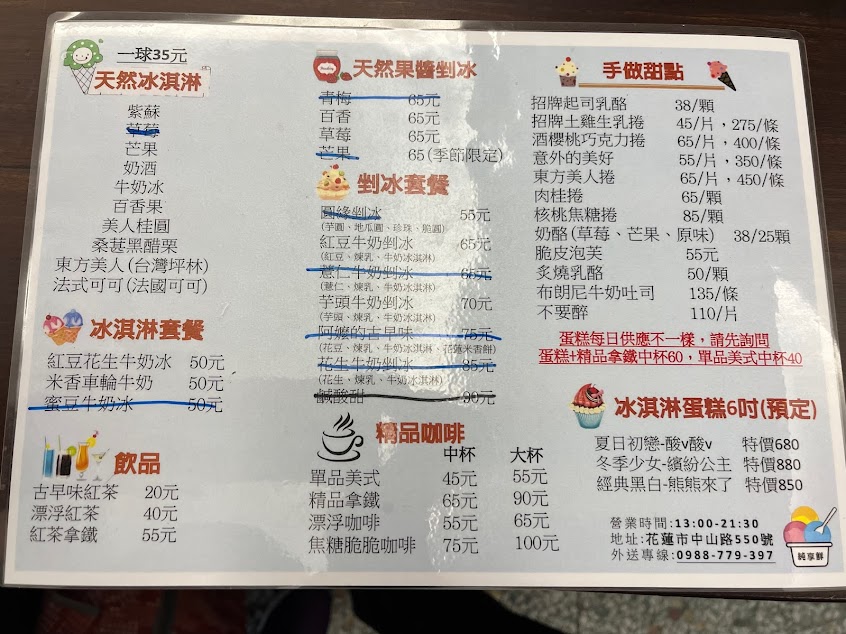 一球35元
天然冰淇淋
紫蘇
草莓
芒果
奶酒
牛奶冰
百香果
美人桂圓
桑葚黑醋栗
東方美人(台灣坪林)
法式可可(法國可可)
冰淇淋套餐
紅豆花生牛奶冰 50元
米香車輪牛奶 50元
蜜豆牛奶冰 50元
飲品
古早味紅茶 20元
漂浮紅茶 40元
紅茶拿鐵 55元
天然果醬剉冰
青梅 65元
百香 65元
草莓 65元
芒果 65(季節限定)
剉冰套餐
圓緣剉冰 55元
(芋圓、地瓜圓、珍珠、脆圓)
紅豆牛奶剉冰 65元
(紅豆、煉乳、牛奶冰淇淋)
薏仁牛奶剉冰 65元
(薏仁、煉乳、牛奶冰淇淋)
芋頭牛奶剉冰 70元
(芋頭、煉乳、牛奶冰淇淋)
阿嬤的古早味 75元
(花豆、煉乳、牛奶冰淇淋、花蓮米香餅)
花生牛奶剉冰 85元
(花生、煉乳、牛奶冰淇淋)
鹹酸甜 90元
精品咖啡
中杯 大杯
單品美式 45元 55元
精品拿鐵 65元 90元
漂浮咖啡 55元 65元
焦糖脆脆咖啡 75元 100元
手做甜點
招牌起司乳酪 38/顆
招牌土雞生乳捲 45/片，275/條
酒櫻桃巧克力捲 65/片，400/條
意外的美好 55/片，350/條
東方美人捲 65/片，450/條
肉桂捲 65/顆
核桃焦糖捲 85/顆
奶酪(草莓、芒果、原味) 38/25顆
脆皮泡芙 55元
炙燒乳酪 50/顆
布朗尼牛奶吐司 135/條
不要醉 110/片
蛋糕每日供應不一樣，請先詢問
蛋糕+精品拿鐵中杯60，單品美式中杯40
冰淇淋蛋糕6吋(預定)
夏日初戀-酸v酸v 特價680
冬季少女-繽紛公主 特價880
經典黑白-熊熊來了 特價850
營業時間:13:00-21:30
地址:花蓮市中山路550號
外送專線:0988-779-397
純享鮮